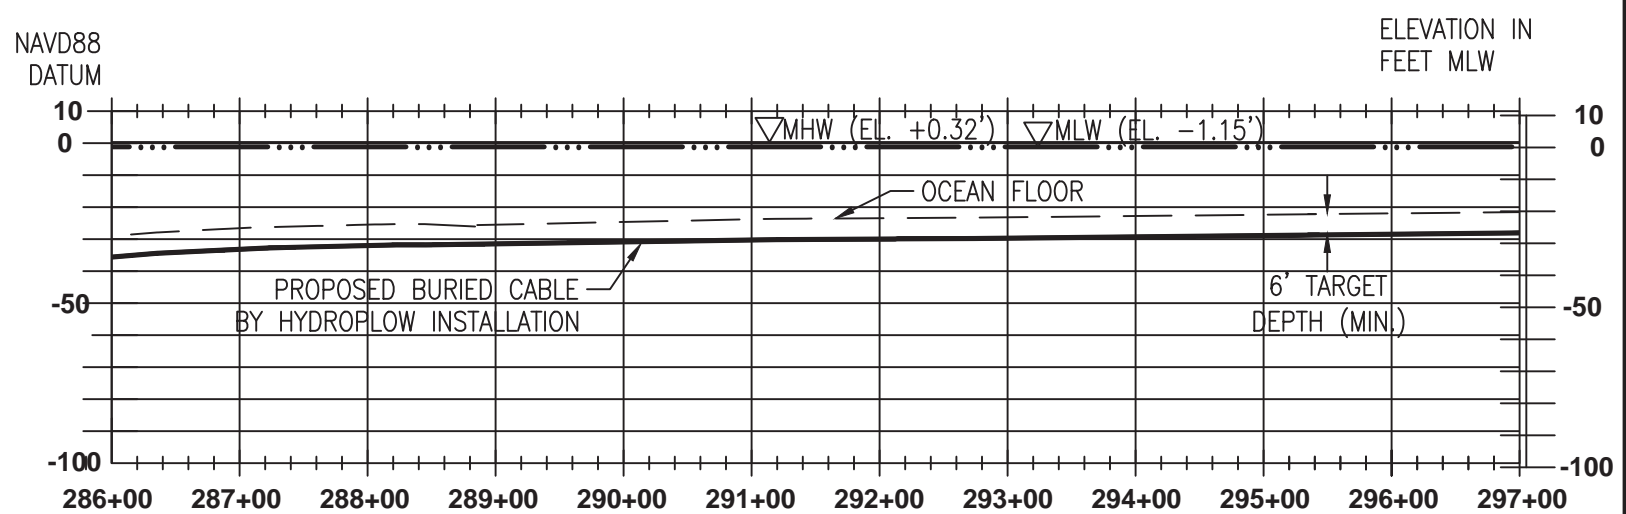 NAVD88
DATUM
ELEVATION IN
FEET MLW
10
0
-50
-100
10
0
-50
-100
MHW (EL. +0.32')
MLW (EL. -1.15')
OCEAN FLOOR
PROPOSED BURIED CABLE
BY HYDROPLOW INSTALLATION
6' TARGET
DEPTH (MIN.)
286+00 287+00 288+00 289+00 290+00 291+00 292+00 293+00 294+00 295+00 296+00 297+00